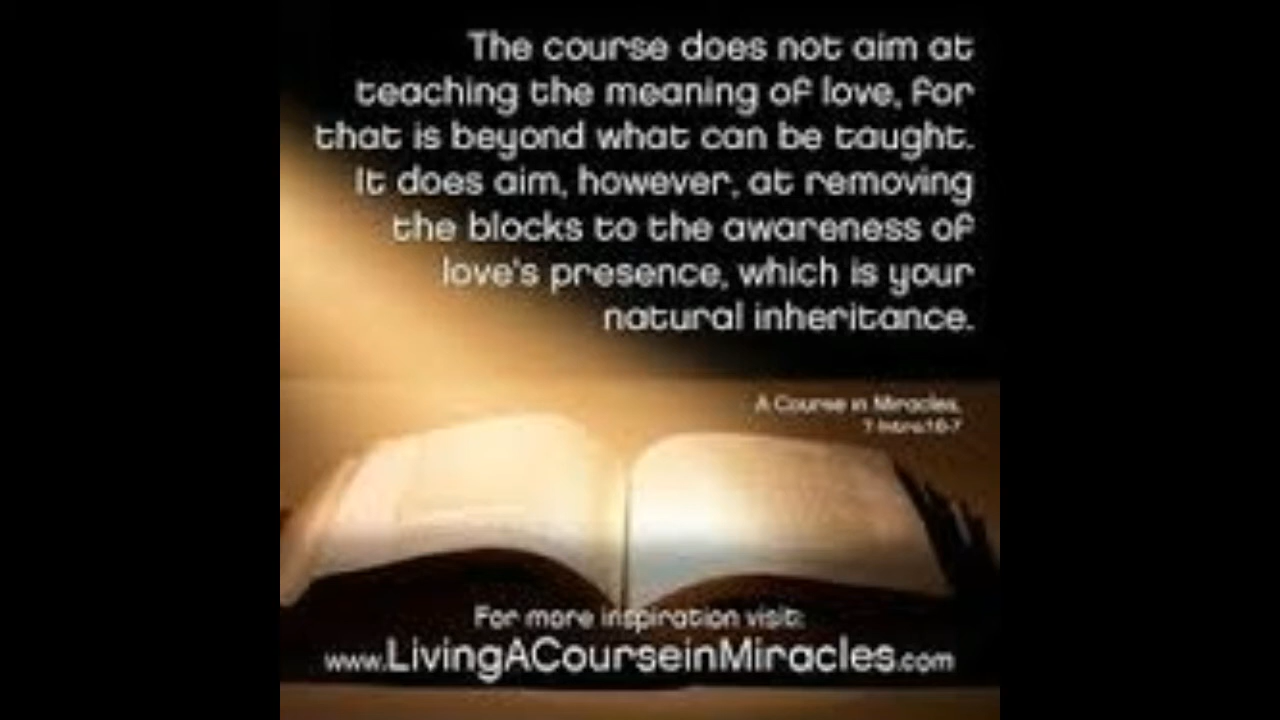 The course does not aim at
teaching the meaning of love, for
that is beyond what can be taught.
It does aim, however, at removing
the blocks to the awareness of
love's presence, which is your
natural inheritance.
A Course in Miracles,
For more inspiration visit:
www.LivingACourseinMiracles.com